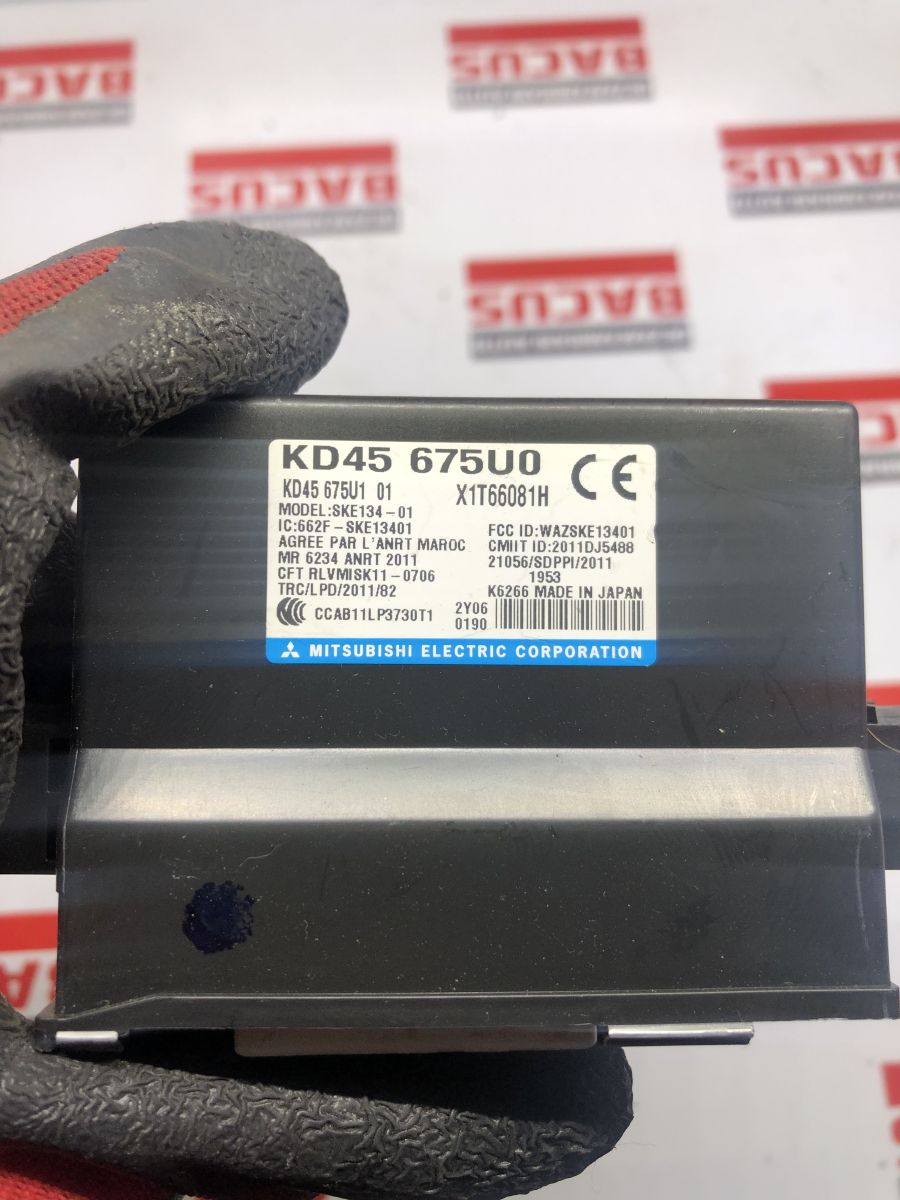 BACUS
BACUS
BACUS
BACUS
BACUS
KD45 675U0
KD45 675U1 01 X1T66081H
CE
MODEL:SKE134-01
IC:662F-SKE13401 FCC ID:WAZSKE13401
AGREE PAR L'ANRT MAROC CMIIT ID:2011DJ5488
MR 6234 ANRT 2011 21056/SDPPI/2011
CFT RLVMISK11-0706 1953
TRC/LPD/2011/82 K6266 MADE IN JAPAN
CCAB11LP3730T1 2Y06
0190
MITSUBISHI ELECTRIC CORPORATION